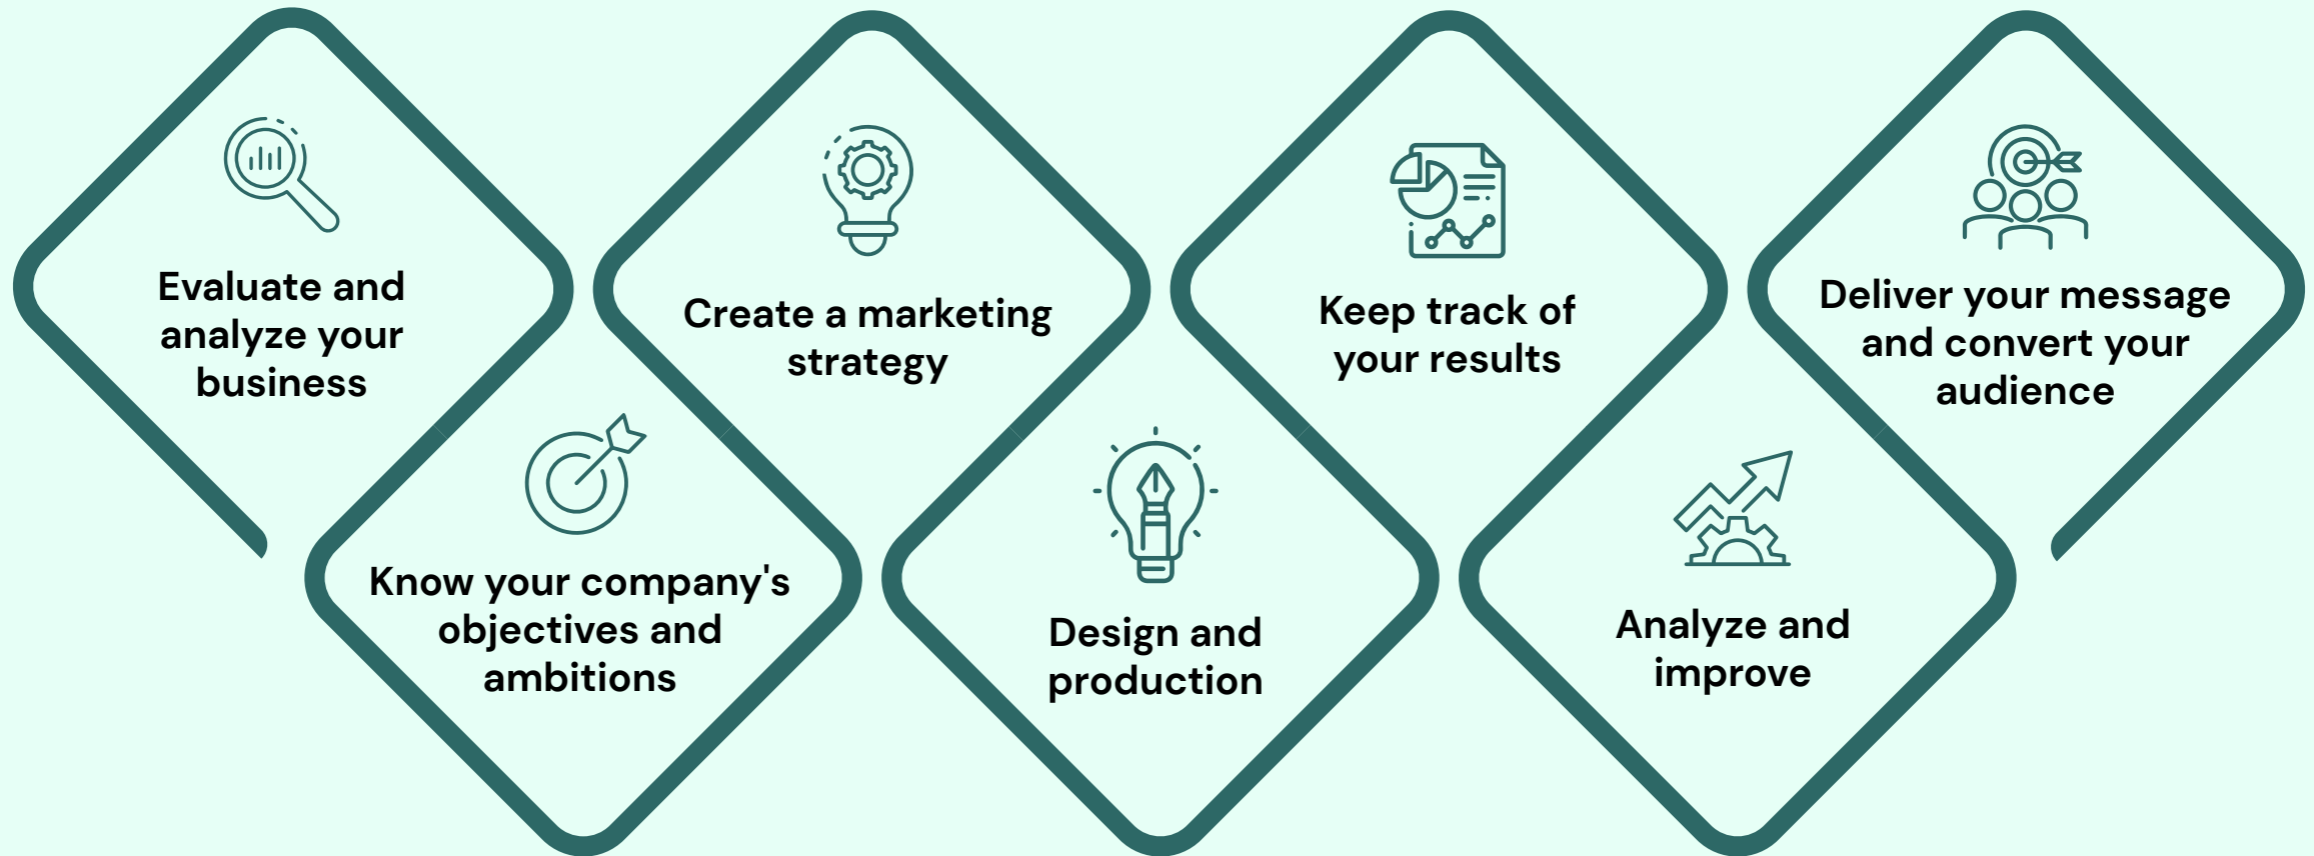 Evaluate and
analyze your
business
Know your company's
objectives and
ambitions
Create a marketing
strategy
Design and
production
Keep track of
your results
Analyze and
improve
Deliver your message
and convert your
audience